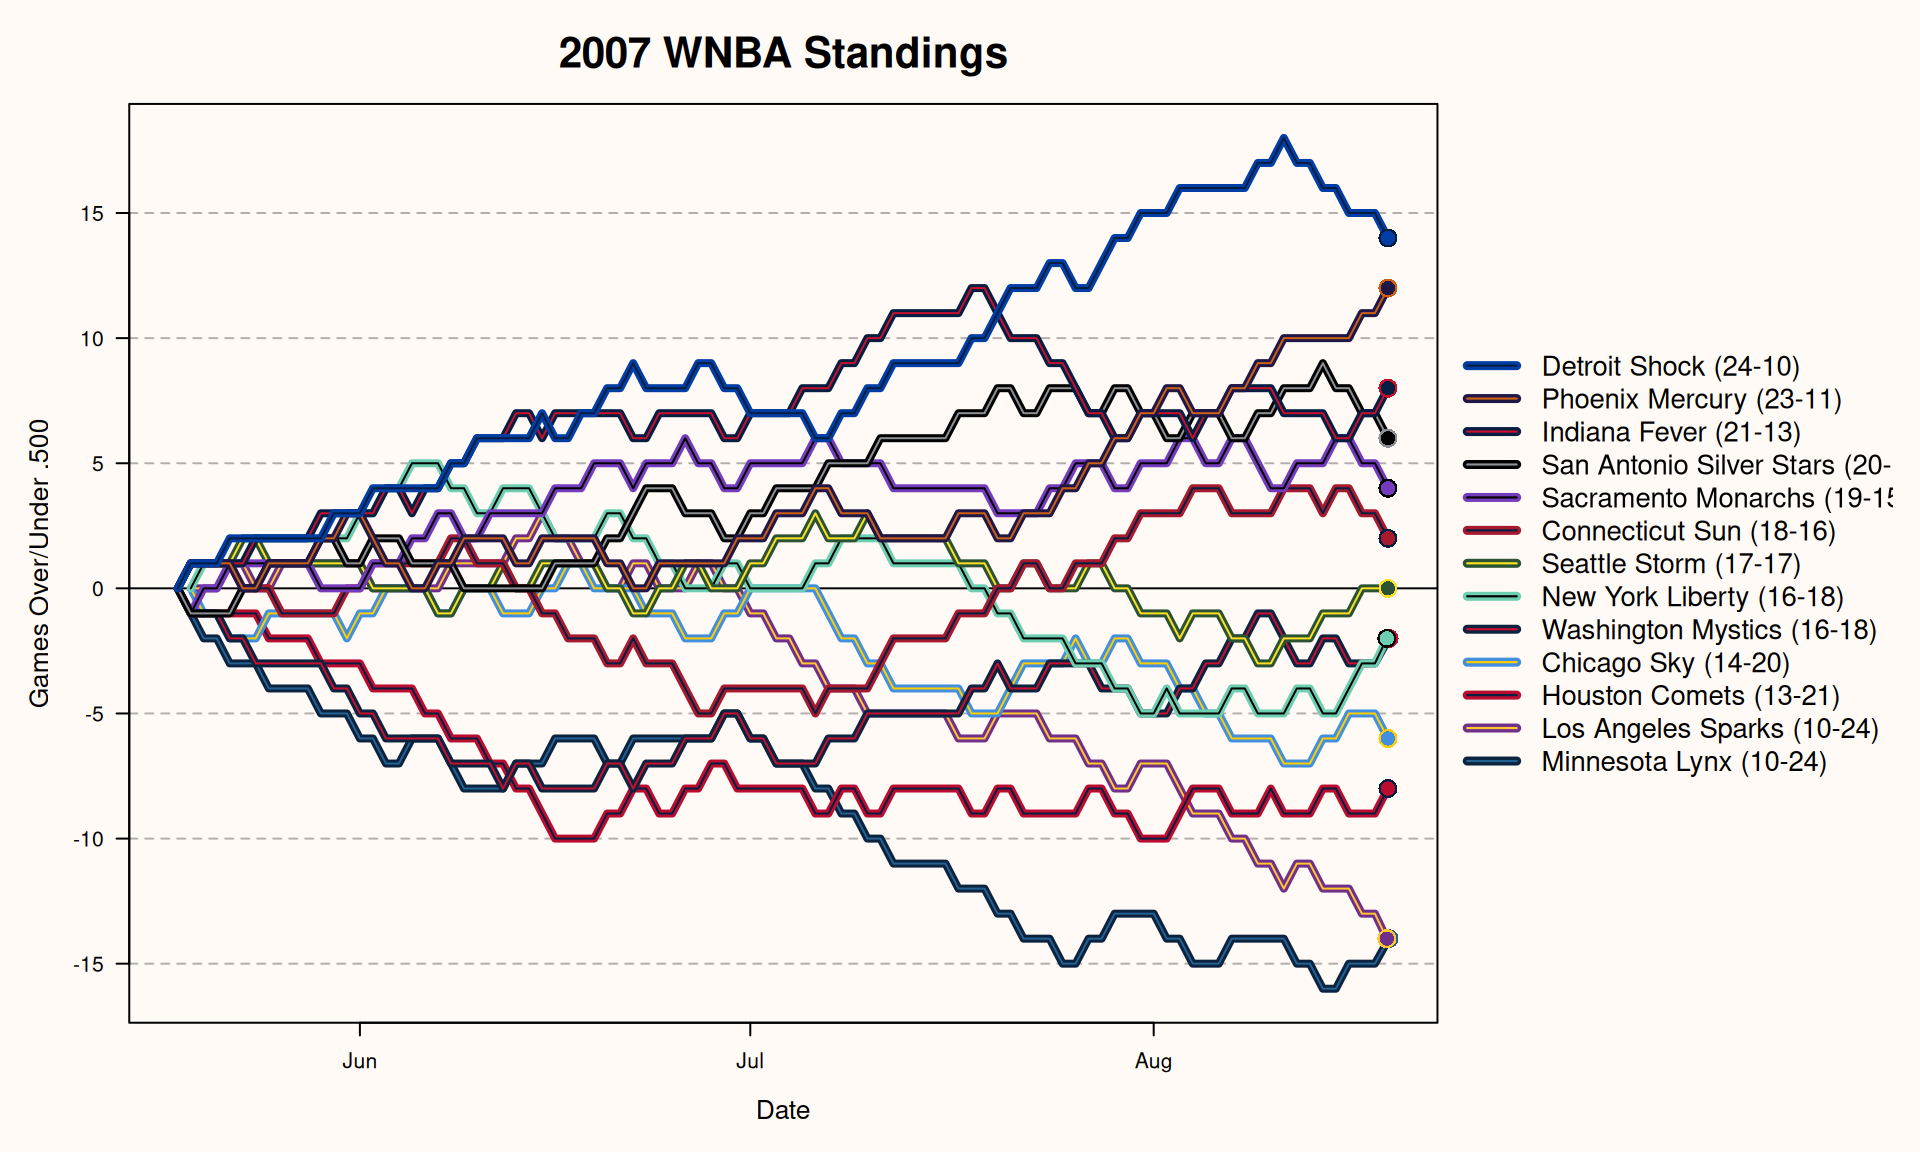 2007 WNBA Standings
Games Over/Under .500
15
10
5
0
-5
-10
-15
Jun
Jul
Aug
Date
Detroit Shock (24-10)
Phoenix Mercury (23-11)
Indiana Fever (21-13)
San Antonio Silver Stars (20-
Sacramento Monarchs (19-15
Connecticut Sun (18-16)
Seattle Storm (17-17)
New York Liberty (16-18)
Washington Mystics (16-18)
Chicago Sky (14-20)
Houston Comets (13-21)
Los Angeles Sparks (10-24)
Minnesota Lynx (10-24)